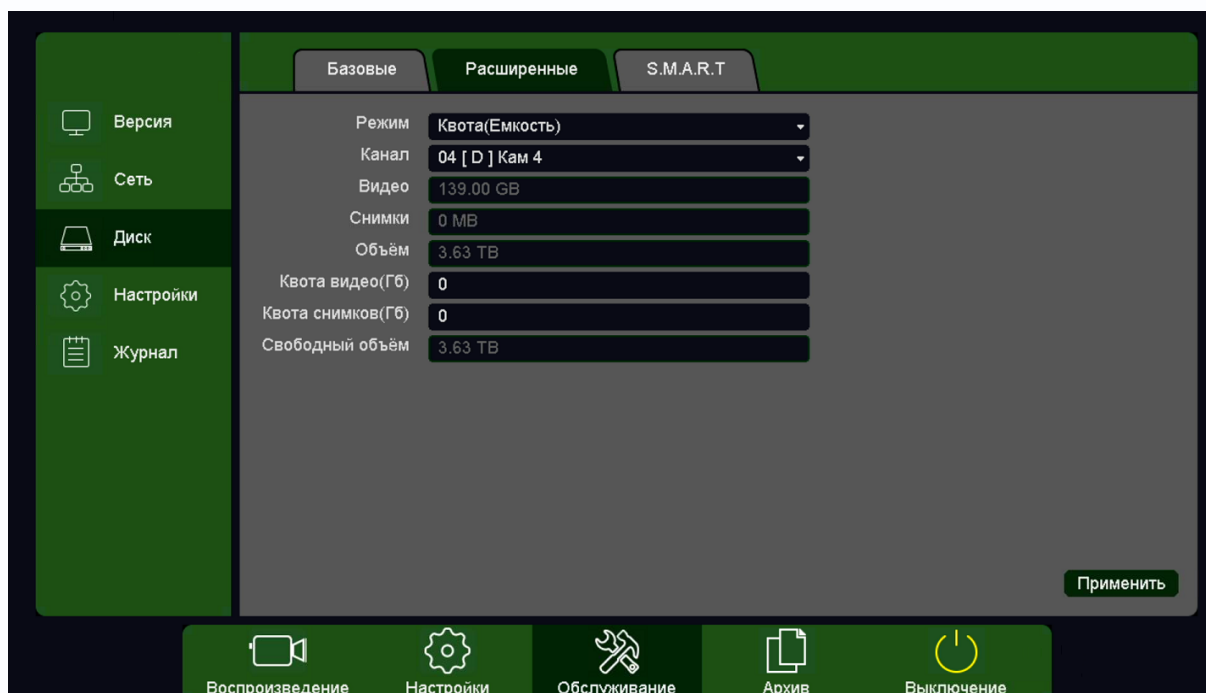 Базовые Расширенные S.M.A.R.T
Версия
Сеть
Диск
Настройки
Журнал
Режим Квота(Емкость)
Канал 04 [ D ] Кам 4
Видео 139.00 GB
Снимки 0 MB
Объём 3.63 TB
Квота видео(Гб) 0
Квота снимков(Гб) 0
Свободный объём 3.63 TB
Применить
Воспроизведение Настройки Обслуживание Архив Выключение